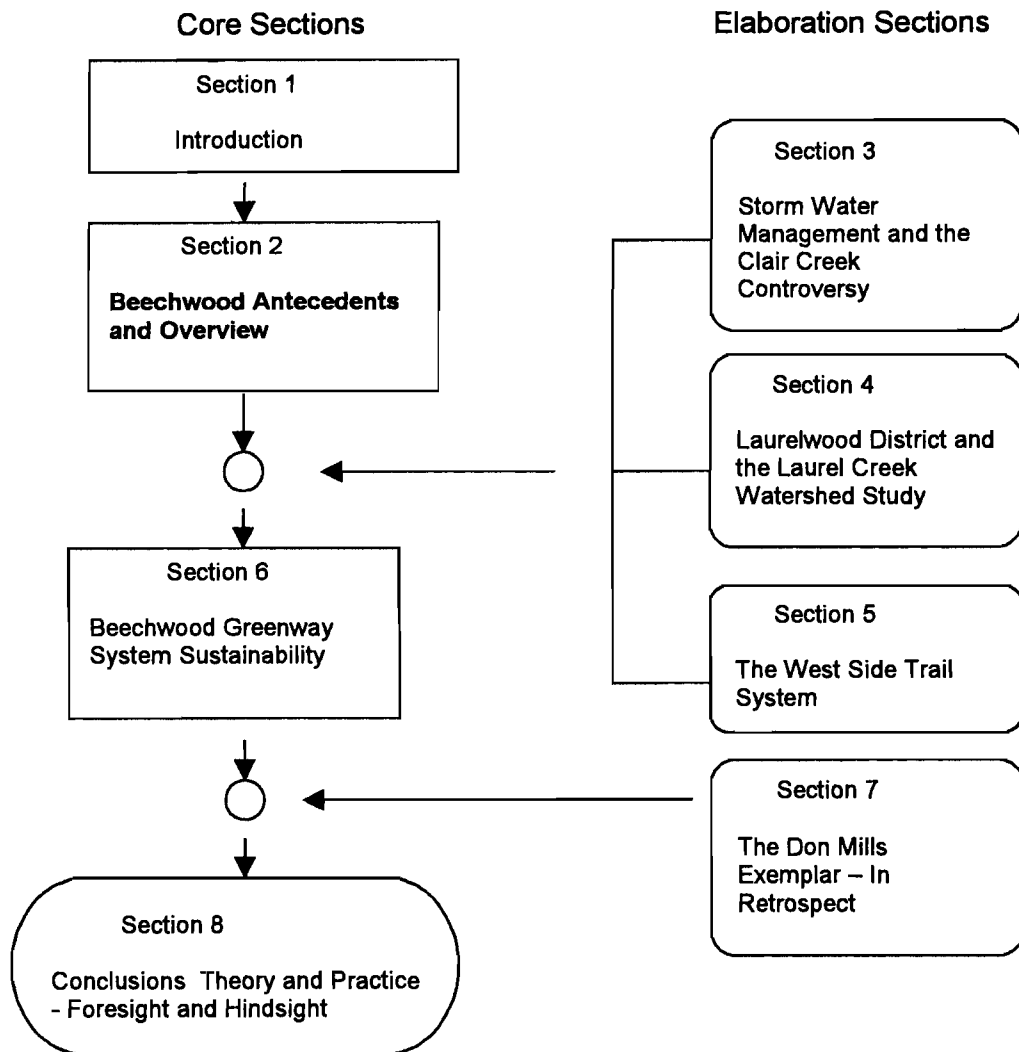 Core Sections
Section 1
Introduction
Section 2
Beechwood Antecedents
and Overview
Section 6
Beechwood Greenway
System Sustainability
Section 8
Conclusions Theory and Practice
- Foresight and Hindsight
Elaboration Sections
Section 3
Storm Water
Management and the
Clair Creek
Controversy
Section 4
Laurelwood District and
the Laurel Creek
Watershed Study
Section 5
The West Side Trail
System
Section 7
The Don Mills
Exemplar – In
Retrospect